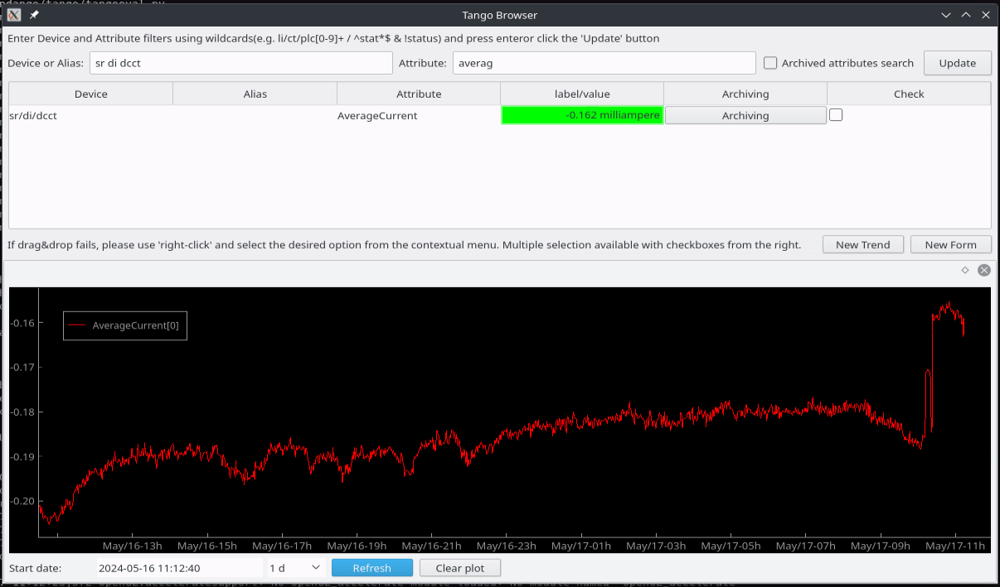 Tango Browser
Enter Device and Attribute filters using wildcards(e.g. li/ct/plc[0-9]+ / ^stat*$ & !status) and press enteror click the 'Update' button
Device or Alias: sr di dcct Attribute: averag Archived attributes search Update
Device Alias Attribute label/value Archiving Check
sr/di/dcct AverageCurrent -0.162 milliampere Archiving
If drag&drop fails, please use 'right-click' and select the desired option from the contextual menu. Multiple selection available with checkboxes from the right. New Trend New Form
AverageCurrent[0]
-0.16
-0.17
-0.18
-0.19
-0.20
May/16-13h May/16-15h May/16-17h May/16-19h May/16-21h May/16-23h May/17-01h May/17-03h May/17-05h May/17-07h May/17-09h May/17-11h
Start date: 2024-05-16 11:12:40 1 d Refresh Clear plot